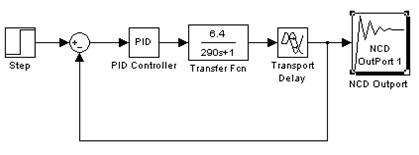 +
-
PID
6.4
290s+1
NCD
OutPort 1
Step
PID Controller
Transfer Fcn
Transport
Delay
NCD Outport